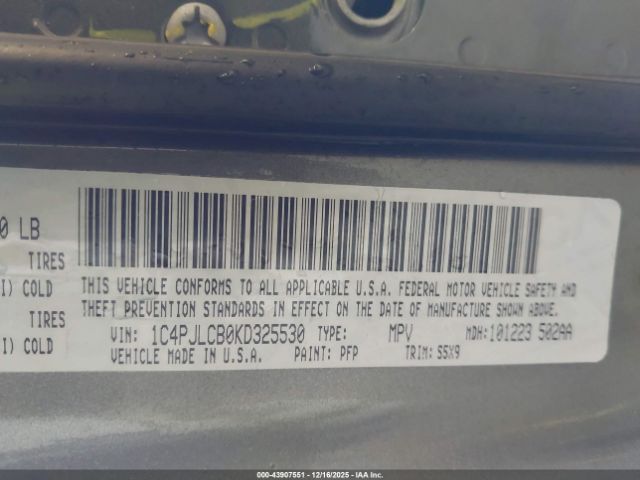 0 LB
TIRES
I) COLD
TIRES
I) COLD
THIS VEHICLE CONFORMS TO ALL APPLICABLE U.S.A. FEDERAL MOTOR VEHICLE SAFETY AND
THEFT PREVENTION STANDARDS IN EFFECT ON THE DATE OF MANUFACTURE SHOWN ABOVE.
VIN: 1C4PJLCB0KD325530 TYPE: MPV MDH: 101223 502AA
VEHICLE MADE IN U.S.A. PAINT: PFP TRIM: S5X9
000-43907551 | 12/16/2025 - IAAI, Inc.